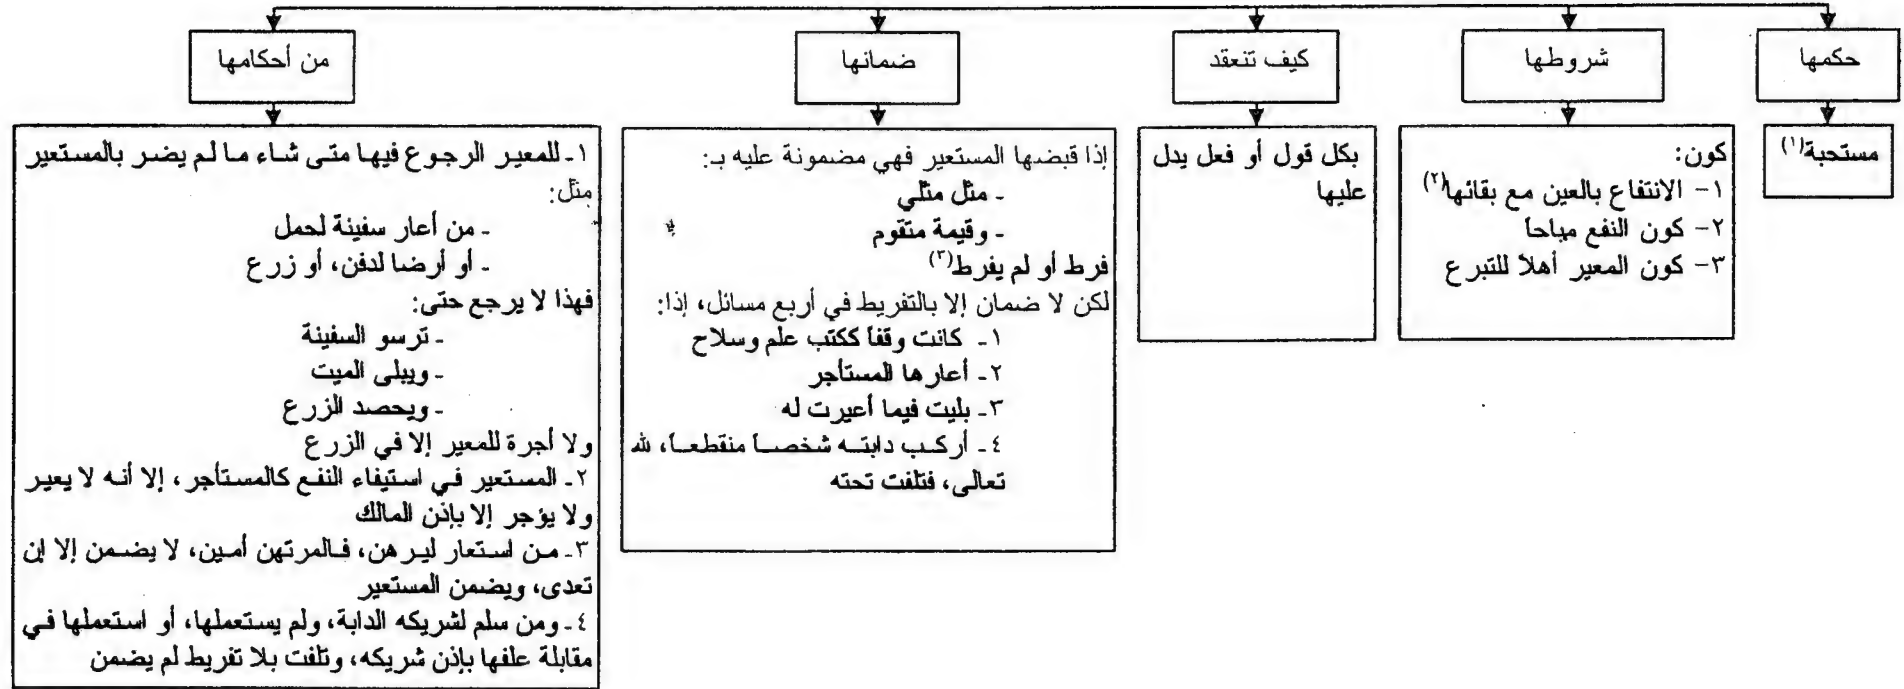 حكمها
مستحبة(١)
شروطها
كون:
١- الانتفاع بالعين مع بقائها(٢)
٢- كون النفع مباحاً
٣- كون المعير أهلاً للتبرع
كيف تنعقد
بكل قول أو فعل يدل
عليها
ضمانها
إذا قبضها المستعير فهي مضمونة عليه بـ:
- مثل مثلي
- وقيمة متقوم
فرط أو لم يفرط(٣)
لكن لا ضمان إلا بالتفريط في أربع مسائل، إذا:
١- كانت وقفاً ككتب علم وسلاح
٢- أعارها المستأجر
٣- بليت فيما أعيرت له
٤- أركب دابته شخصاً منقطعاً، لله
تعالى، فتلفت تحته
من أحكامها
١- للمعير الرجوع فيها متى شاء ما لم يضر بالمستعير
مثل:
- من أعار سفينة لحمل
- أو أرضا لدفن، أو زرع
فهذا لا يرجع حتى:
- ترسو السفينة
- ويبلى الميت
- ويحصد الزرع
ولا أجرة للمعير إلا في الزرع
٢- المستعير في استيفاء النفع كالمستأجر، إلا أنه لا يعير
ولا يؤجر إلا بإذن المالك
٣- من استعار ليرهن، فالمرتهن أمين، لا يضمن إلا إن
تعدى، ويضمن المستعير
٤- ومن سلم لشريكه الدابة، ولم يستعملها، أو استعملها في
مقابلة علفها بإذن شريكه، وتلفت بلا تفريط لم يضمن